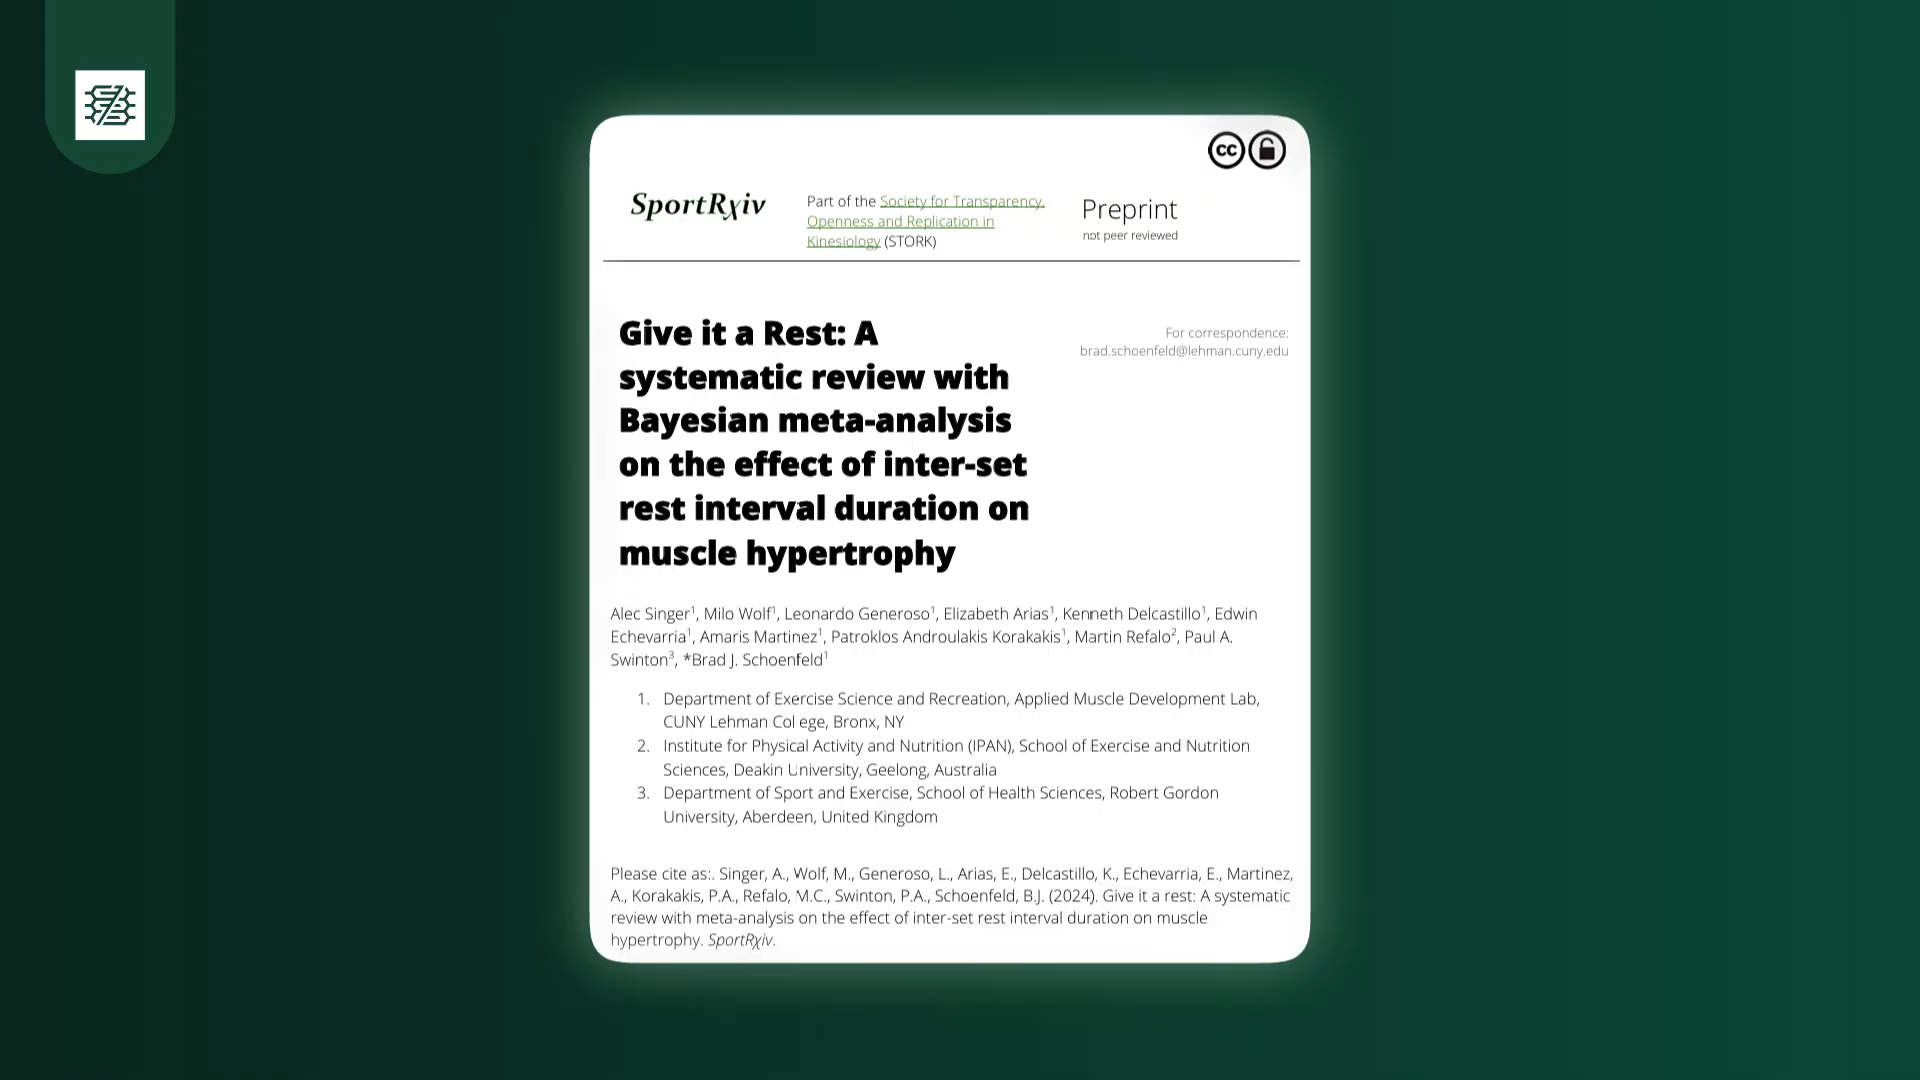 cc
SportRχiv
Part of the Society for Transparency,
Openness and Replication in
Kinesiology (STORK)
Preprint
not peer reviewed
Give it a Rest: A
systematic review with
Bayesian meta-analysis
on the effect of inter-set
rest interval duration on
muscle hypertrophy
For correspondence:
brad.schoenfeld@lehman.cuny.edu
Alec Singer¹, Milo Wolf¹, Leonardo Generoso¹, Elizabeth Arias¹, Kenneth Delcastillo¹, Edwin
Echevarria¹, Amaris Martinez¹, Patroklos Androulakis Korakakis¹, Martin Refalo², Paul A.
Swinton³, *Brad J. Schoenfeld¹
1. Department of Exercise Science and Recreation, Applied Muscle Development Lab,
CUNY Lehman Col ege, Bronx, NY
2. Institute for Physical Activity and Nutrition (IPAN), School of Exercise and Nutrition
Sciences, Deakin University, Geelong, Australia
3. Department of Sport and Exercise, School of Health Sciences, Robert Gordon
University, Aberdeen, United Kingdom
Please cite as:. Singer, A., Wolf, M., Generoso, L., Arias, E., Delcastillo, K., Echevarria, E., Martinez,
A., Korakakis, P.A., Refalo, M.C., Swinton, P.A., Schoenfeld, B.J. (2024). Give it a rest: A systematic
review with meta-analysis on the effect of inter-set rest interval duration on muscle
hypertrophy. SportRχiv.